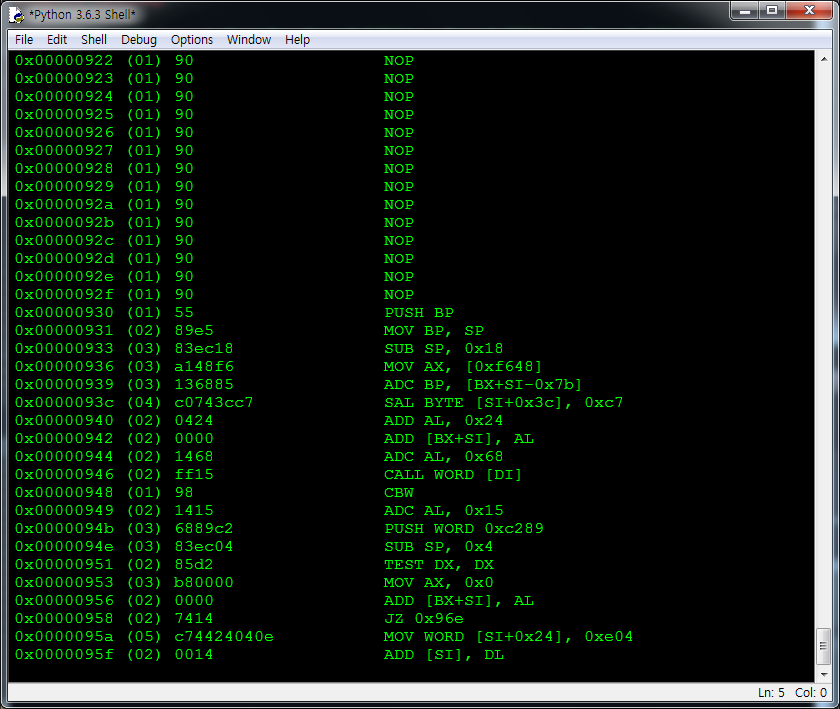 *Python 3.6.3 Shell*
File Edit Shell Debug Options Window Help
0x00000922 (01) 90 NOP
0x00000923 (01) 90 NOP
0x00000924 (01) 90 NOP
0x00000925 (01) 90 NOP
0x00000926 (01) 90 NOP
0x00000927 (01) 90 NOP
0x00000928 (01) 90 NOP
0x00000929 (01) 90 NOP
0x0000092a (01) 90 NOP
0x0000092b (01) 90 NOP
0x0000092c (01) 90 NOP
0x0000092d (01) 90 NOP
0x0000092e (01) 90 NOP
0x0000092f (01) 90 NOP
0x00000930 (01) 55 PUSH BP
0x00000931 (02) 89e5 MOV BP, SP
0x00000933 (03) 83ec18 SUB SP, 0x18
0x00000936 (03) a148f6 MOV AX, [0xf648]
0x00000939 (03) 136885 ADC BP, [BX+SI-0x7b]
0x0000093c (04) c0743cc7 SAL BYTE [SI+0x3c], 0xc7
0x00000940 (02) 0424 ADD AL, 0x24
0x00000942 (02) 0000 ADD [BX+SI], AL
0x00000944 (02) 1468 ADC AL, 0x68
0x00000946 (02) ff15 CALL WORD [DI]
0x00000948 (01) 98 CBW
0x00000949 (02) 1415 ADC AL, 0x15
0x0000094b (03) 6889c2 PUSH WORD 0xc289
0x0000094e (03) 83ec04 SUB SP, 0x4
0x00000951 (02) 85d2 TEST DX, DX
0x00000953 (03) b80000 MOV AX, 0x0
0x00000956 (02) 0000 ADD [BX+SI], AL
0x00000958 (02) 7414 JZ 0x96e
0x0000095a (05) c74424040e MOV WORD [SI+0x24], 0xe04
0x0000095f (02) 0014 ADD [SI], DL
Ln: 5 Col: 0